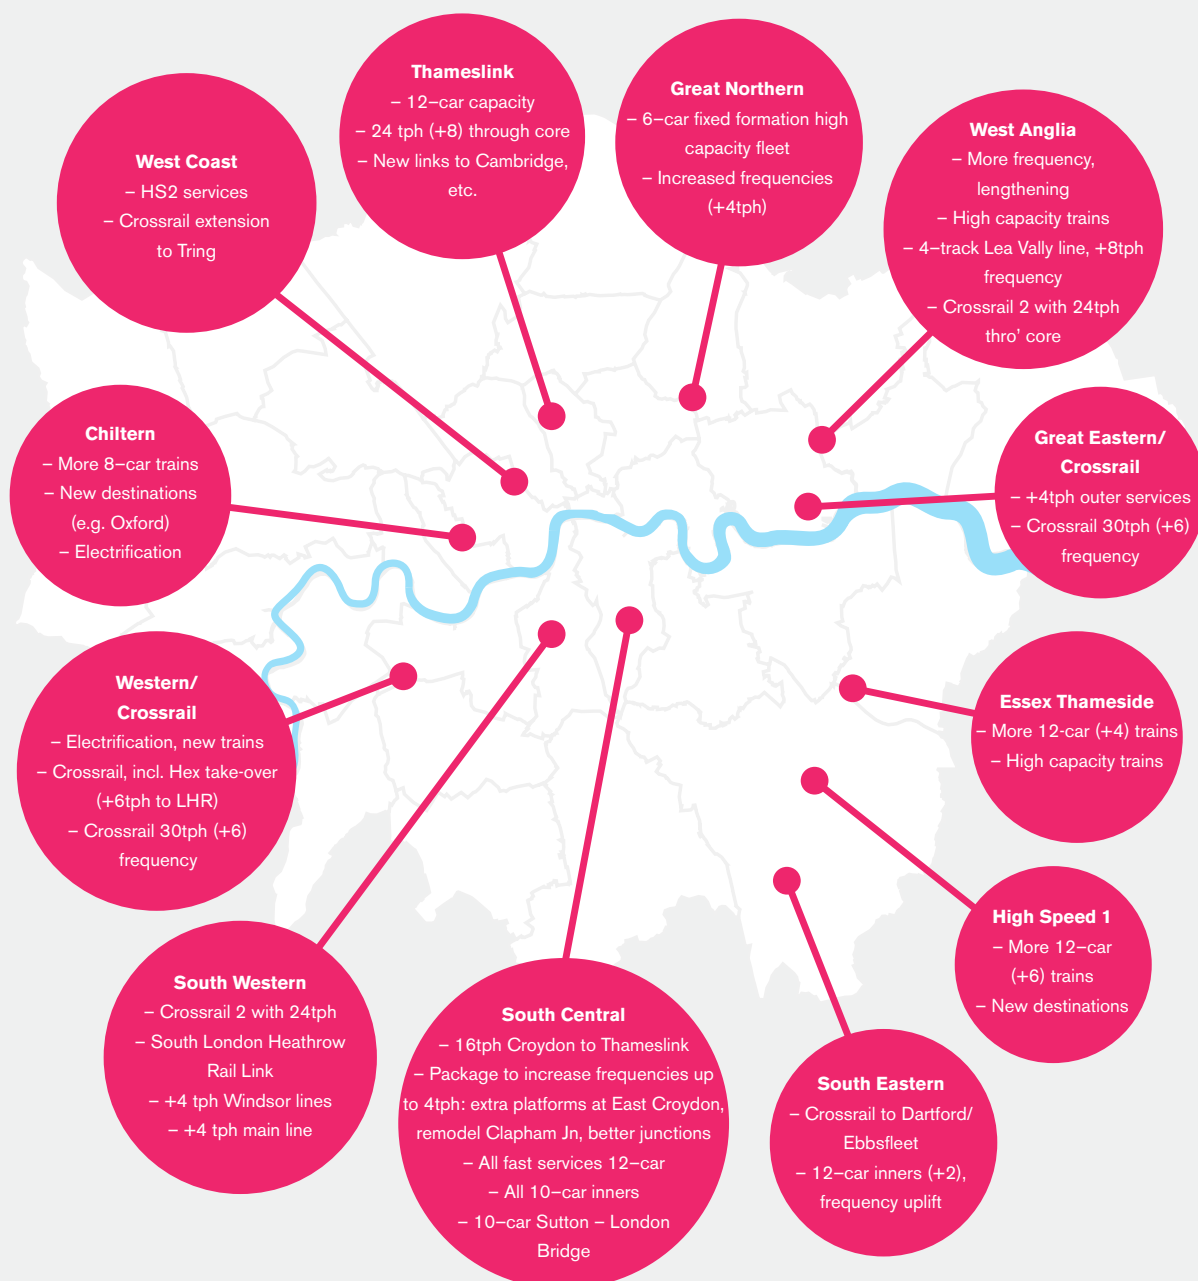 Thameslink
– 12–car capacity
– 24 tph (+8) through core
– New links to Cambridge,
etc.
Great Northern
– 6–car fixed formation high
capacity fleet
– Increased frequencies
(+4tph)
West Anglia
– More frequency,
lengthening
– High capacity trains
– 4–track Lea Vally line, +8tph
frequency
– Crossrail 2 with 24tph
thro' core
West Coast
– HS2 services
– Crossrail extension
to Tring
Chiltern
– More 8–car trains
– New destinations
(e.g. Oxford)
– Electrification
Great Eastern/
Crossrail
– +4tph outer services
– Crossrail 30tph (+6)
frequency
Western/
Crossrail
– Electrification, new trains
– Crossrail, incl. Hex take-over
(+6tph to LHR)
– Crossrail 30tph (+6)
frequency
Essex Thameside
– More 12-car (+4) trains
– High capacity trains
High Speed 1
– More 12–car
(+6) trains
– New destinations
South Western
– Crossrail 2 with 24tph
– South London Heathrow
Rail Link
– +4 tph Windsor lines
– +4 tph main line
South Central
– 16tph Croydon to Thameslink
– Package to increase frequencies up
to 4tph: extra platforms at East Croydon,
remodel Clapham Jn, better junctions
– All fast services 12–car
– All 10–car inners
– 10–car Sutton – London
Bridge
South Eastern
– Crossrail to Dartford/
Ebbsfleet
– 12–car inners (+2),
frequency uplift